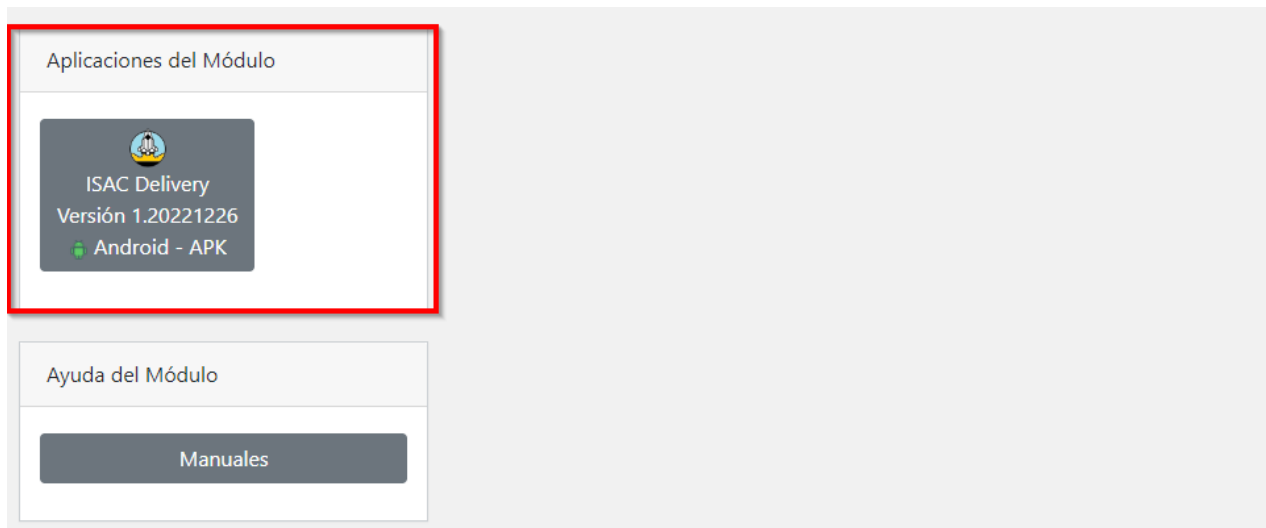 Aplicaciones del Módulo
ISAC Delivery
Versión 1.20221226
Android - APK
Ayuda del Módulo
Manuales